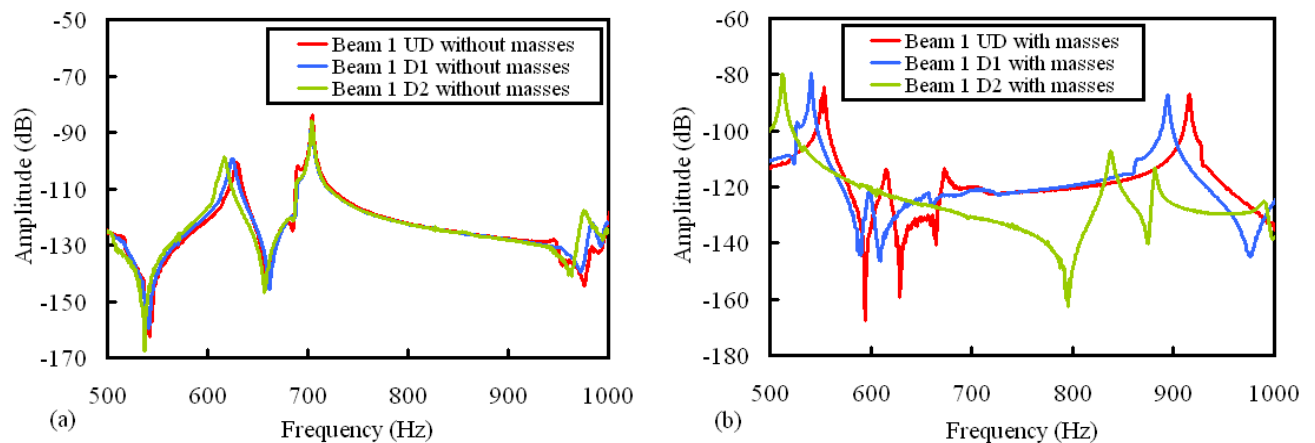 -50
-70
-90
-110
-130
-150
-170
Amplitude (dB)
Beam 1 UD without masses
Beam 1 D1 without masses
Beam 1 D2 without masses
500 600 700 800 900 1000
Frequency (Hz)
(a)
-60
-80
-100
-120
-140
-160
-180
Amplitude (dB)
Beam 1 UD with masses
Beam 1 D1 with masses
Beam 1 D2 with masses
500 600 700 800 900 1000
Frequency (Hz)
(b)